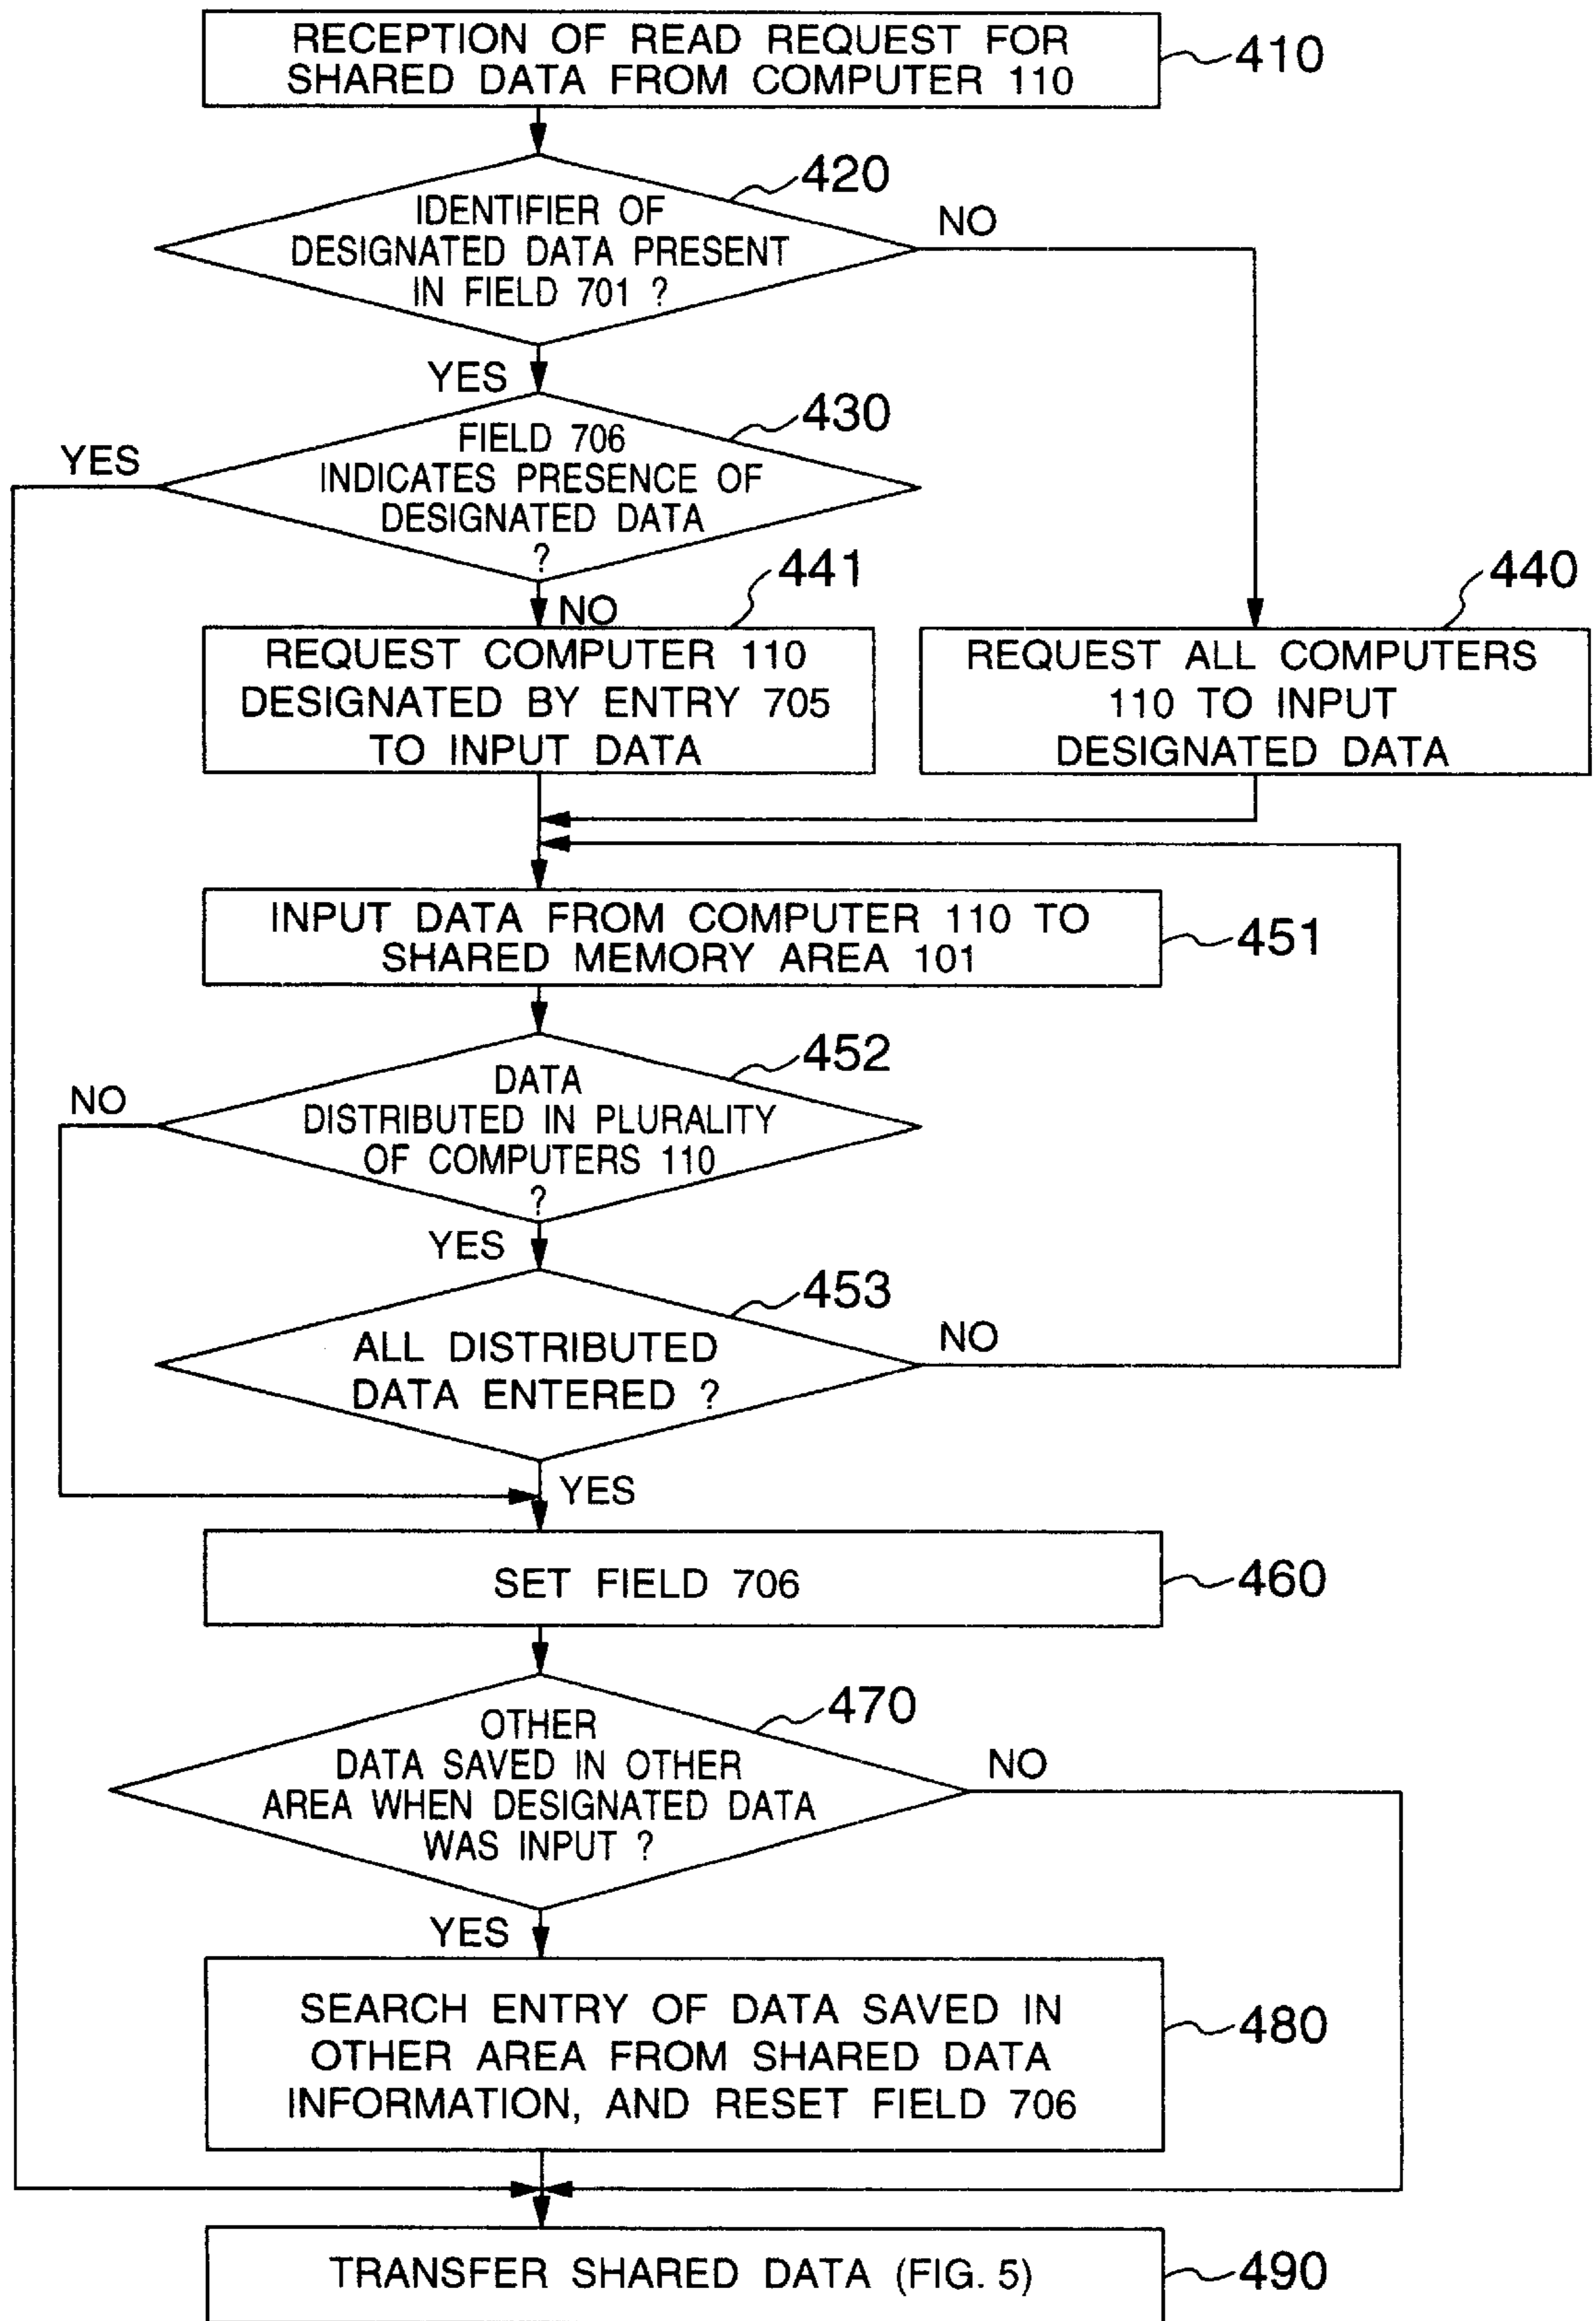 RECEPTION OF READ REQUEST FOR
SHARED DATA FROM COMPUTER 110
410
420
IDENTIFIER OF
DESIGNATED DATA PRESENT
IN FIELD 701 ?
NO
YES
430
FIELD 706
INDICATES PRESENCE OF
DESIGNATED DATA
?
YES
NO
441
REQUEST COMPUTER 110
DESIGNATED BY ENTRY 705
TO INPUT DATA
440
REQUEST ALL COMPUTERS
110 TO INPUT
DESIGNATED DATA
INPUT DATA FROM COMPUTER 110 TO
SHARED MEMORY AREA 101
451
452
DATA
DISTRIBUTED IN PLURALITY
OF COMPUTERS 110
?
NO
YES
453
ALL DISTRIBUTED
DATA ENTERED ?
NO
YES
SET FIELD 706
460
470
OTHER
DATA SAVED IN OTHER
AREA WHEN DESIGNATED DATA
WAS INPUT ?
NO
YES
SEARCH ENTRY OF DATA SAVED IN
OTHER AREA FROM SHARED DATA
INFORMATION, AND RESET FIELD 706
480
TRANSFER SHARED DATA (FIG. 5)
490